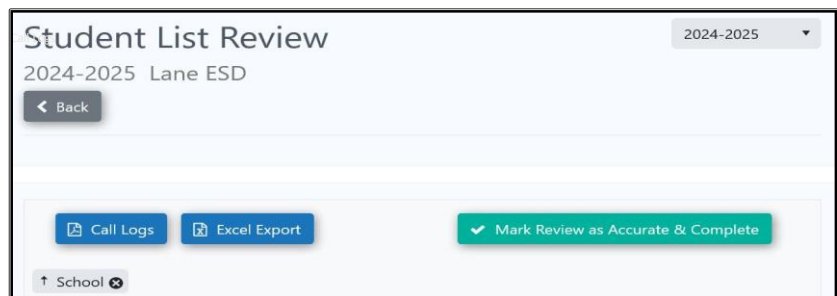 Student List Review
2024-2025
2024-2025 Lane ESD
Back
Call Logs
Excel Export
Mark Review as Accurate & Complete
↑ School